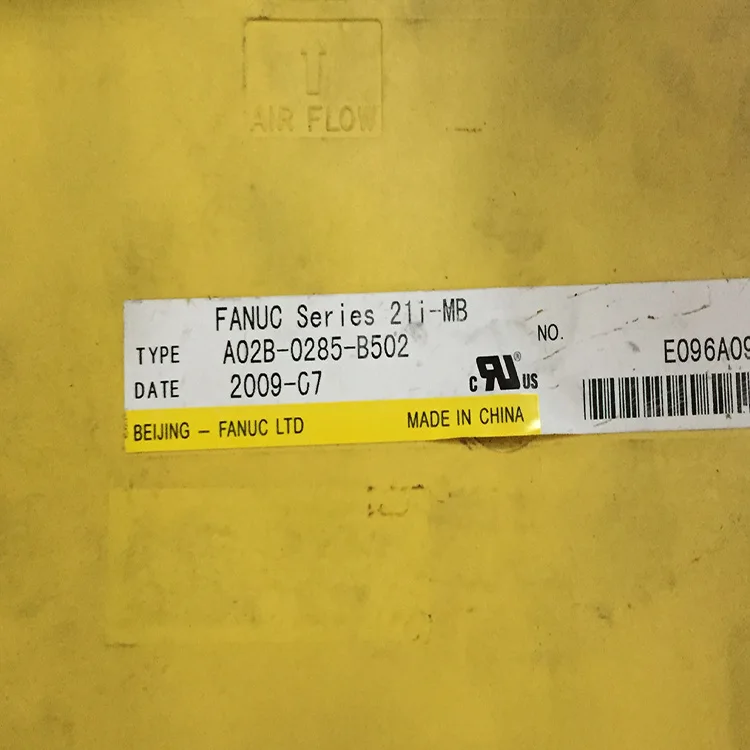 AIR FLOW
FANUC Series 21i-MB
TYPE A02B-0285-B502
DATE 2009-07
NO.
E096A09
c RU® US
BEIJING – FANUC LTD
MADE IN CHINA